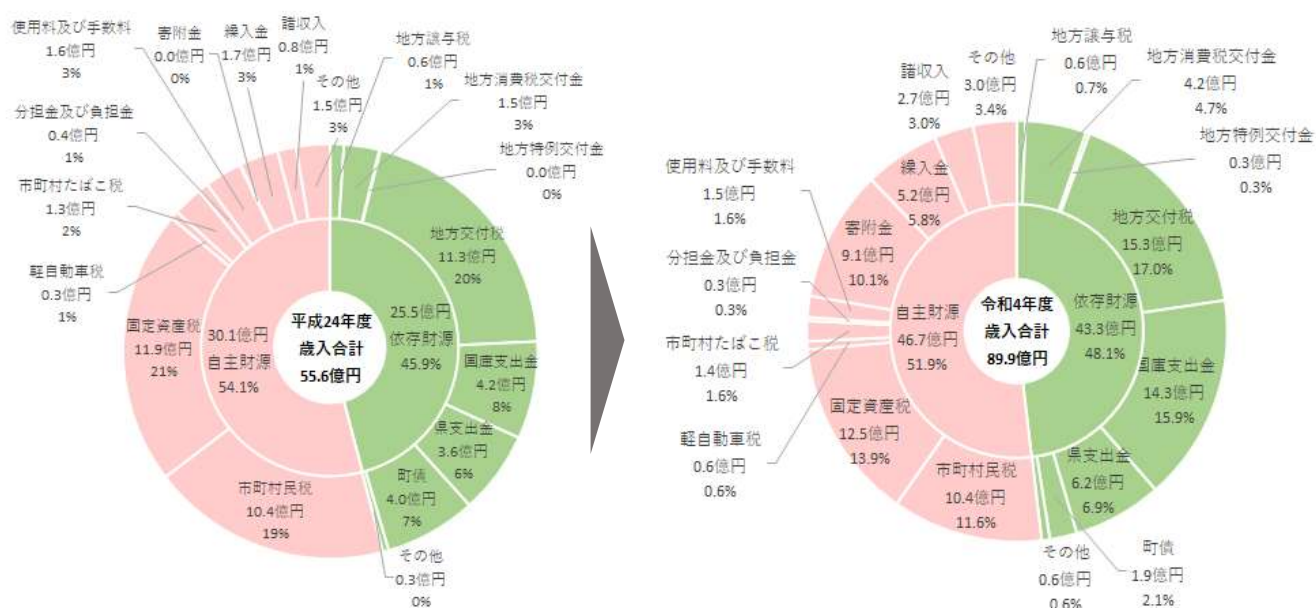 使用料及び手数料
1.6億円
3%
寄附金
0.0億円
0%
繰入金
1.7億円
3%
諸収入
0.8億円
1%
その他
1.5億円
3%
地方譲与税
0.6億円
1%
地方消費税交付金
1.5億円
3%
地方特例交付金
0.0億円
0%
分担金及び負担金
0.4億円
1%
市町村たばこ税
1.3億円
2%
軽自動車税
0.3億円
1%
固定資産税
11.9億円
21%
市町村民税
10.4億円
19%
30.1億円
自主財源
54.1%
平成24年度
歳入合計
55.6億円
25.5億円
依存財源
45.9%
地方交付税
11.3億円
20%
国庫支出金
4.2億円
8%
県支出金
3.6億円
6%
町債
4.0億円
7%
その他
0.3億円
0%
諸収入
2.7億円
3.0%
その他
3.0億円
3.4%
地方譲与税
0.6億円
0.7%
地方消費税交付金
4.2億円
4.7%
地方特例交付金
0.3億円
0.3%
使用料及び手数料
1.5億円
1.6%
繰入金
5.2億円
5.8%
寄附金
9.1億円
10.1%
分担金及び負担金
0.3億円
0.3%
市町村たばこ税
1.4億円
1.6%
軽自動車税
0.6億円
0.6%
固定資産税
12.5億円
13.9%
市町村民税
10.4億円
11.6%
自主財源
46.7億円
51.9%
令和4年度
歳入合計
89.9億円
依存財源
43.3億円
48.1%
地方交付税
15.3億円
17.0%
国庫支出金
14.3億円
15.9%
県支出金
6.2億円
6.9%
その他
0.6億円
0.6%
町債
1.9億円
2.1%